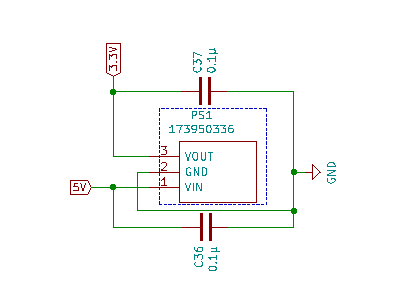 3.3V
C37
0.1µ
PS1
173950336
3
VOUT
2
GND
1
VIN
5V
GND
C36
0.1µ